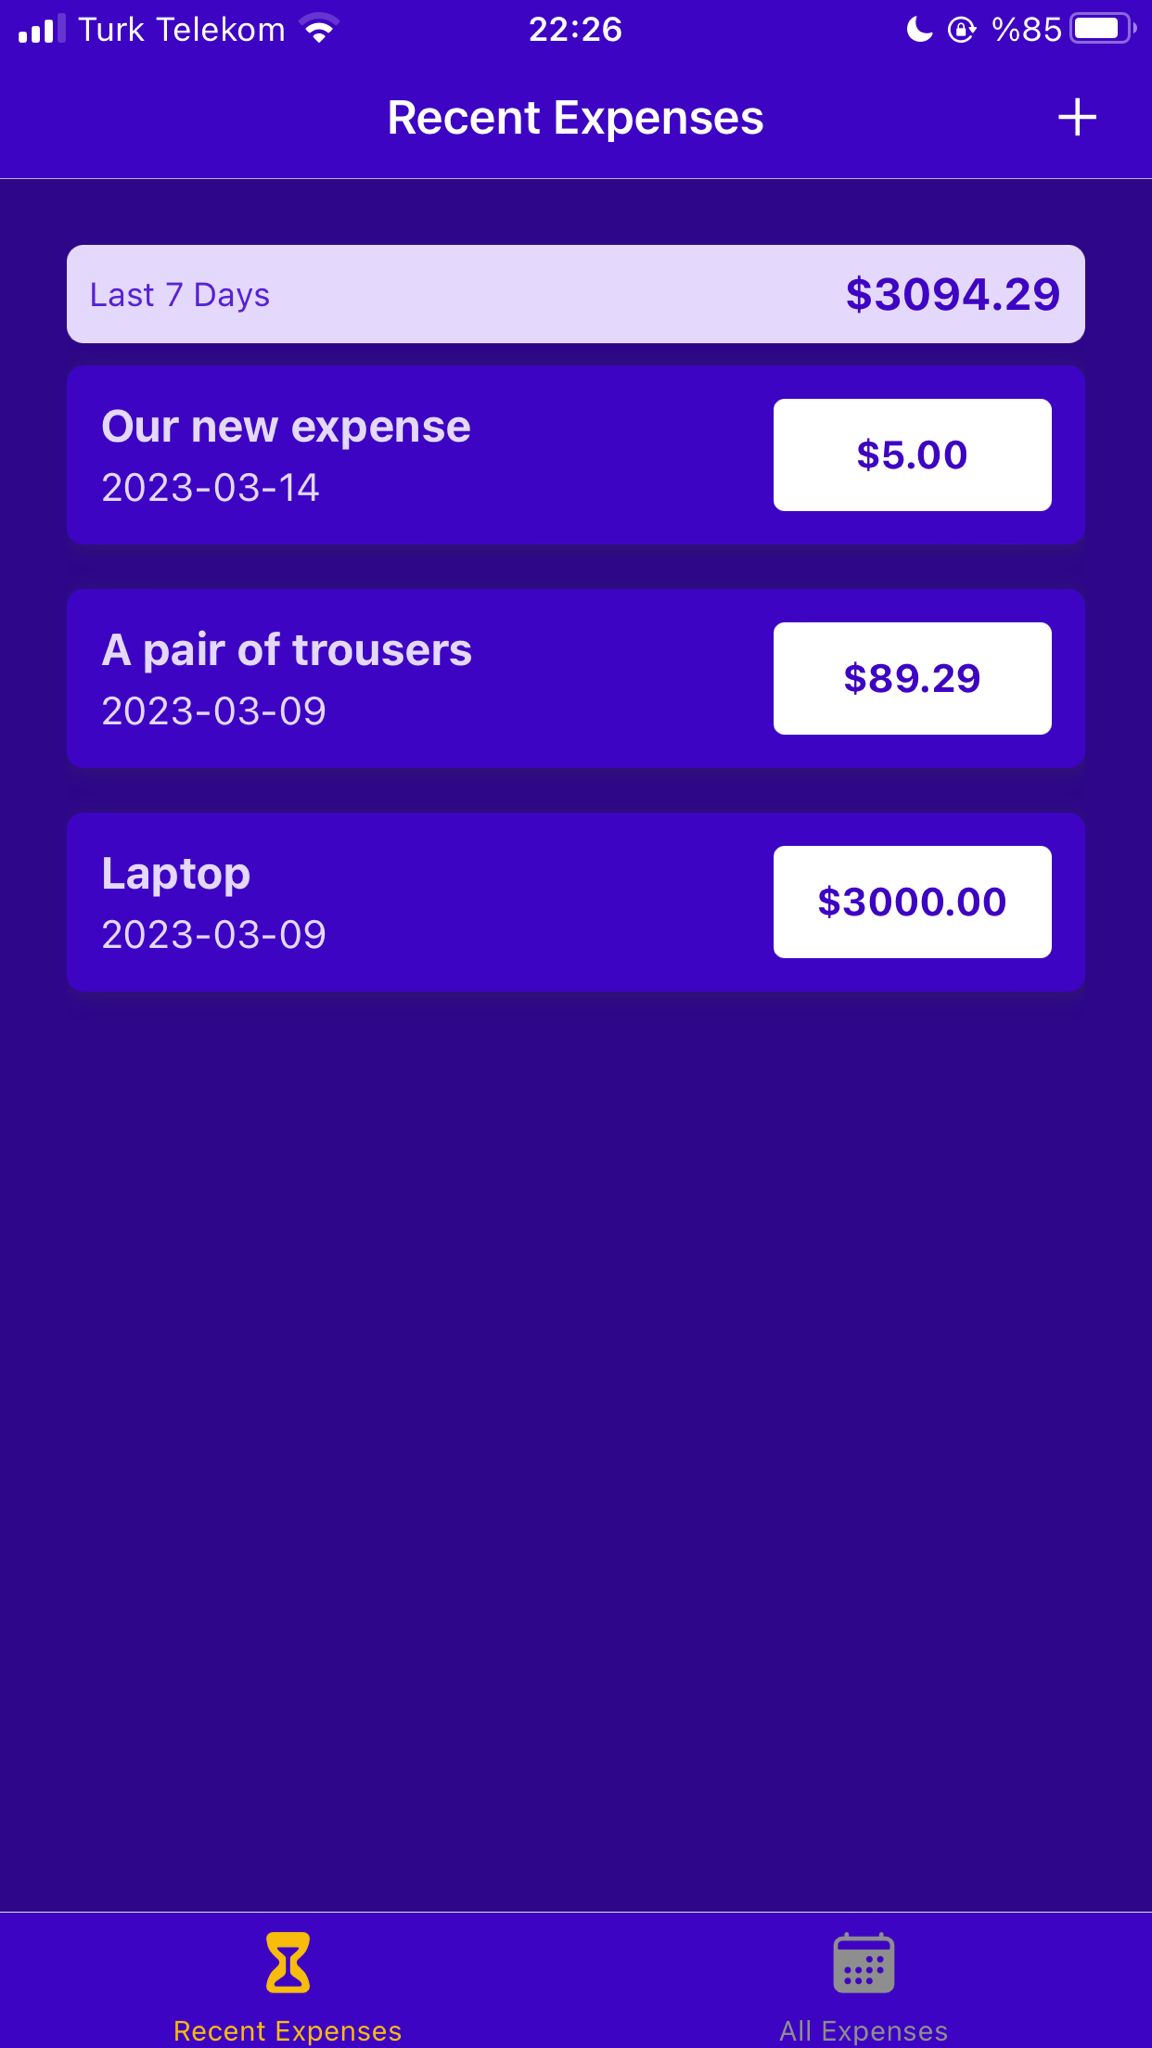 Turk Telekom 22:26 %85
Recent Expenses +
Last 7 Days $3094.29
Our new expense
2023-03-14
$5.00
A pair of trousers
2023-03-09
$89.29
Laptop
2023-03-09
$3000.00
Recent Expenses
All Expenses